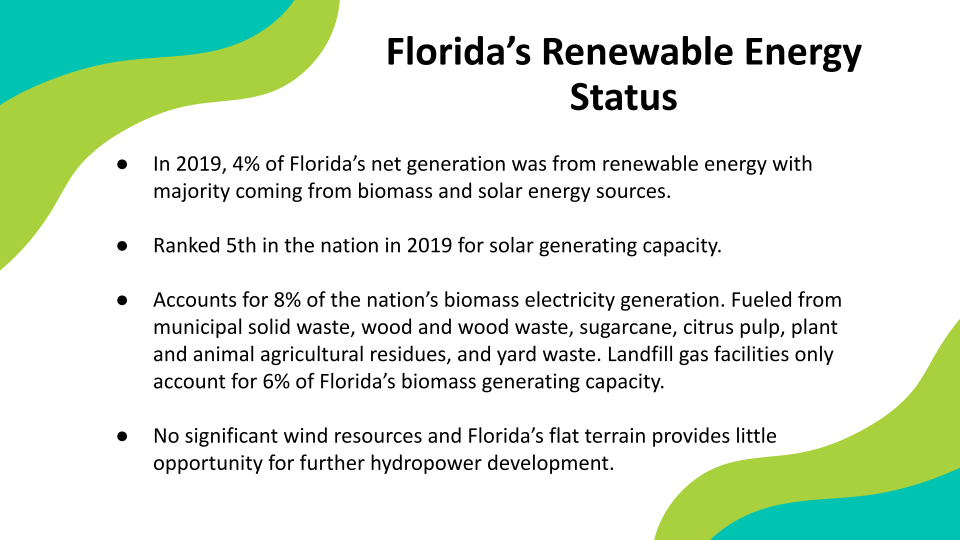 Florida’s Renewable Energy
Status
● In 2019, 4% of Florida’s net generation was from renewable energy with
majority coming from biomass and solar energy sources.
● Ranked 5th in the nation in 2019 for solar generating capacity.
● Accounts for 8% of the nation’s biomass electricity generation. Fueled from
municipal solid waste, wood and wood waste, sugarcane, citrus pulp, plant
and animal agricultural residues, and yard waste. Landfill gas facilities only
account for 6% of Florida’s biomass generating capacity.
● No significant wind resources and Florida’s flat terrain provides little
opportunity for further hydropower development.